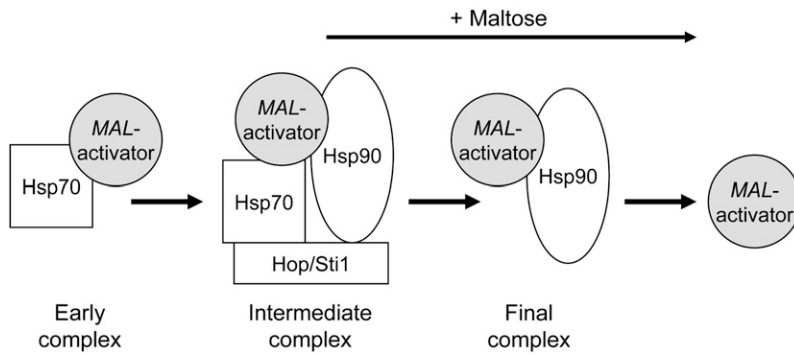 + Maltose
MAL-
activator
Hsp70
MAL-
activator
Hsp90
Hsp70
Hop/Sti1
MAL-
activator
Hsp90
MAL-
activator
Early
complex
Intermediate
complex
Final
complex